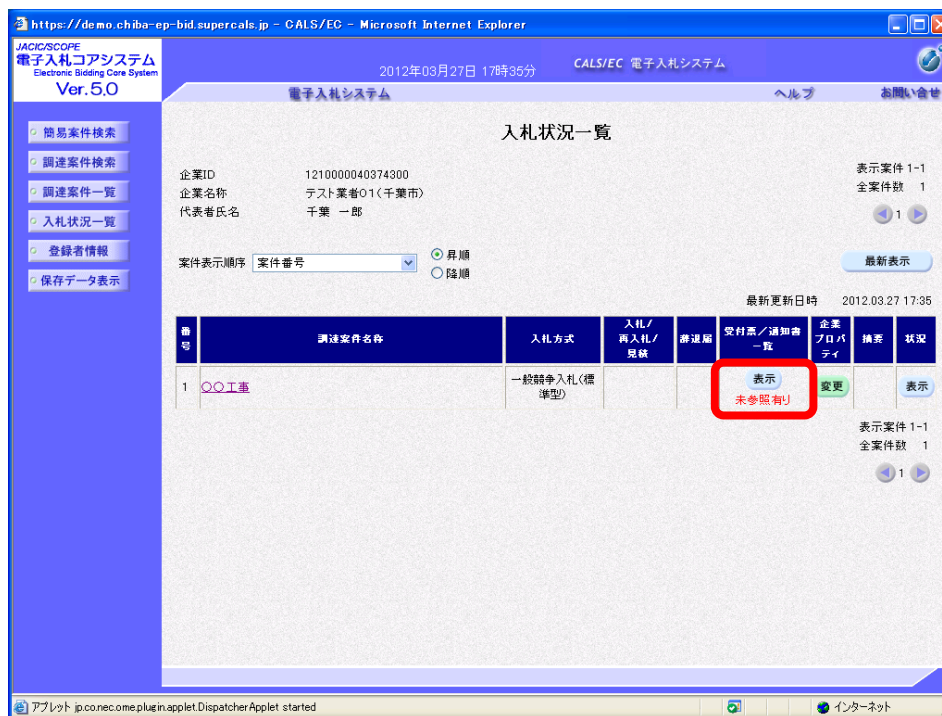 https://demo.chiba-ep-bid.supercals.jp - CALS/EC - Microsoft Internet Explorer
JACIC/SCOPE
電子入札コアシステム
Electronic Bidding Core System
Ver.5.0
2012年03月27日 17時35分
CALS/EC 電子入札システム
電子入札システム
ヘルプ
お問い合せ
簡易案件検索
調達案件検索
調達案件一覧
入札状況一覧
登録者情報
保存データ表示
入札状況一覧
企業ID 1210000040374300
企業名称 テスト業者01(千葉市)
代表者氏名 千葉 一郎
表示案件 1-1
全案件数 1
1
案件表示順序 案件番号
昇順
降順
最新表示
最新更新日時 2012.03.27 17:35
番号 調達案件名称 入札方式 入札/再入札/見積 辞退届 受付票/通知書一覧 企業プロパティ 摘要 状況
1 〇〇工事 一般競争入札(標準型) 表示 未参照有り 変更 表示
表示案件 1-1
全案件数 1
1
アプレット jp.co.nec.ome.plugin.applet.DispatcherApplet started
インターネット